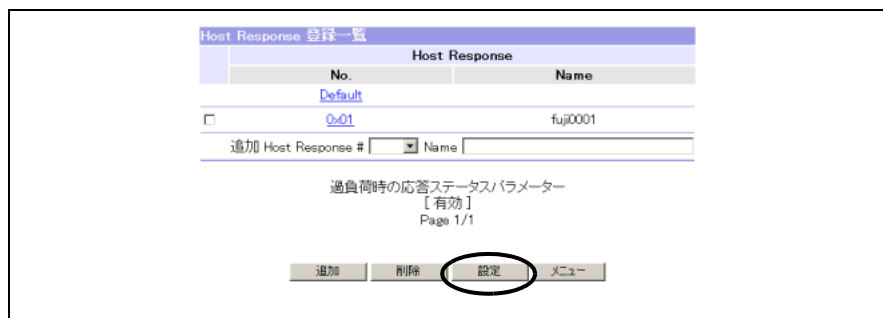 Host Response 登録一覧
Host Response
No. Name
Default
0x01 fuji0001
追加 Host Response # Name
過負荷時の応答ステータスパラメーター
[ 有効 ]
Page 1/1
追加 削除 設定 メニュー